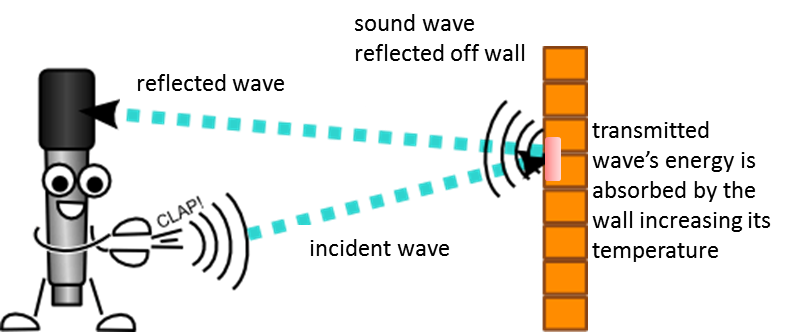 sound wave
reflected off wall
reflected wave
transmitted
wave's energy is
absorbed by the
wall increasing its
temperature
CLAP!
incident wave